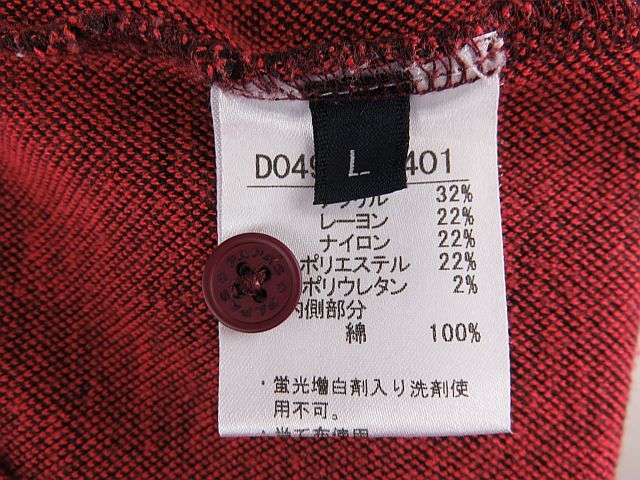 D049
L
401
32%
レーヨン 22%
ナイロン 22%
ポリエステル 22%
ポリウレタン 2%
内側部分
綿 100%
・蛍光増白剤入り洗剤使
用不可。